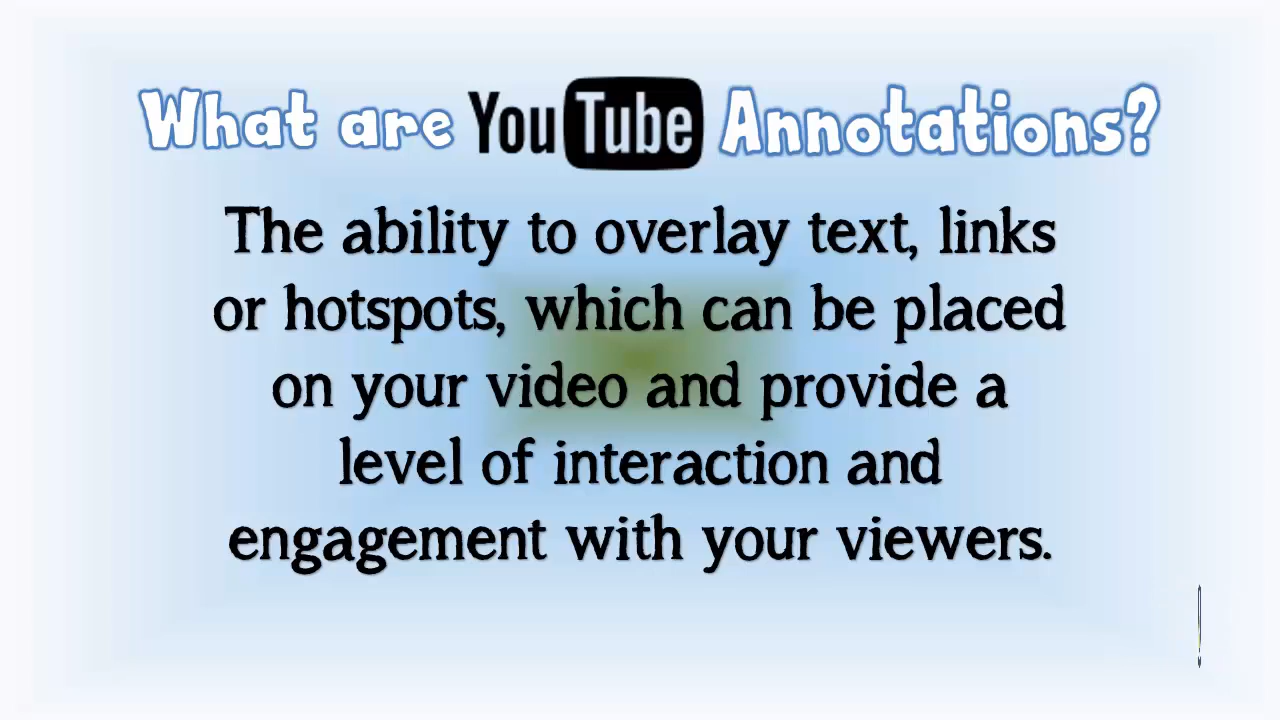 What are YouTube Annotations?
The ability to overlay text, links
or hotspots, which can be placed
on your video and provide a
level of interaction and
engagement with your viewers.